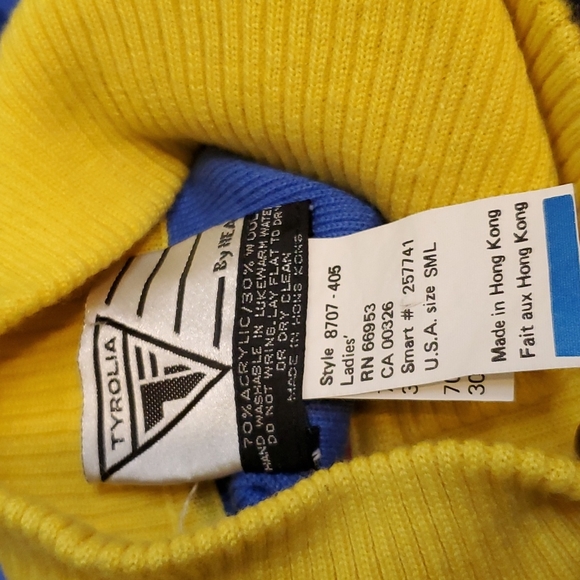 TYROLIA
By HEA
70% ACRYLIC/30% WOOL
HAND WASHABLE IN LUKEWARM WATER
DO NOT WRING. LAY FLAT TO DRY
OR DRY CLEAN
MADE IN HONG KONG
Style 8707 - 405
Ladies'
RN 66953
CA 00326
Smart # 257741
U.S.A. size SML
Made in Hong Kong
Fait aux Hong Kong
70
30